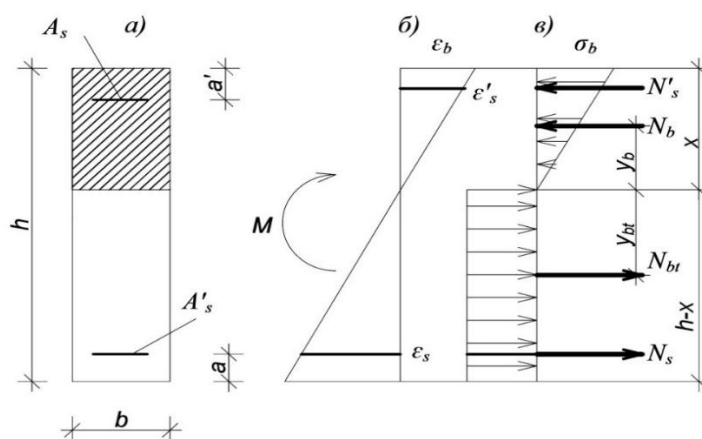 A_s а) б) ε_b в) σ_b
a' ε'_s N'_s
N_b
x
y_b
h M
y_bt
N_bt
A'_s h-x
a ε_s N_s
b